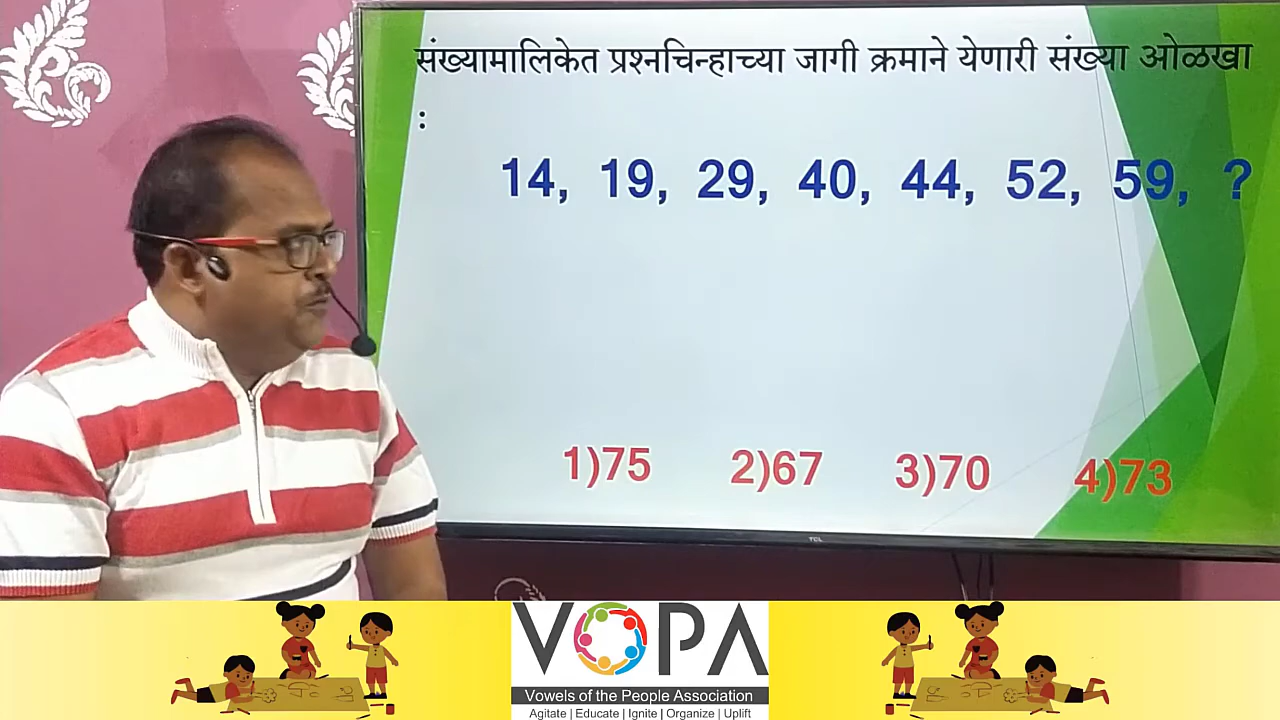 संख्यामालिकेत प्रश्नचिन्हाच्या जागी क्रमाने येणारी संख्या ओळखा
:
14, 19, 29, 40, 44, 52, 59, ?
1)75 2)67 3)70 4)73
TCL
VOPA
Vowels of the People Association
Agitate | Educate | Ignite | Organize | Uplift